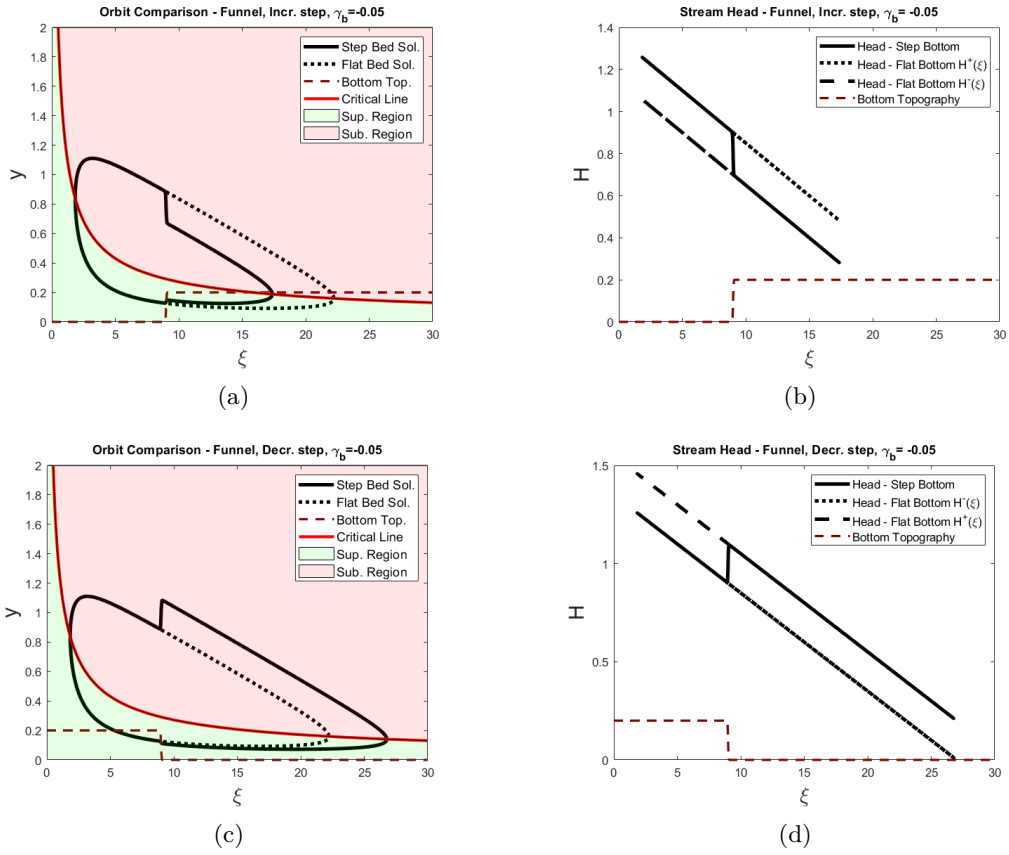 Orbit Comparison - Funnel, Incr. step, γb=-0.05
2
1.8
1.6
1.4
1.2
1
0.8
0.6
0.4
0.2
0
y
Step Bed Sol.
Flat Bed Sol.
Bottom Top.
Critical Line
Sup. Region
Sub. Region
0 5 10 15 20 25 30
ξ
(a)
Stream Head - Funnel, Incr. step, γb=-0.05
1.4
1.2
1
0.8
0.6
0.4
0.2
0
H
Head - Step Bottom
Head - Flat Bottom H+(ξ)
Head - Flat Bottom H-(ξ)
Bottom Topography
0 5 10 15 20 25 30
ξ
(b)
Orbit Comparison - Funnel, Decr. step, γb=-0.05
2
1.8
1.6
1.4
1.2
1
0.8
0.6
0.4
0.2
0
y
Step Bed Sol.
Flat Bed Sol.
Bottom Top.
Critical Line
Sup. Region
Sub. Region
0 5 10 15 20 25 30
ξ
(c)
Stream Head - Funnel, Decr. step, γb= -0.05
1.5
1
0.5
0
H
Head - Step Bottom
Head - Flat Bottom H-(ξ)
Head - Flat Bottom H+(ξ)
Bottom Topography
0 5 10 15 20 25 30
ξ
(d)